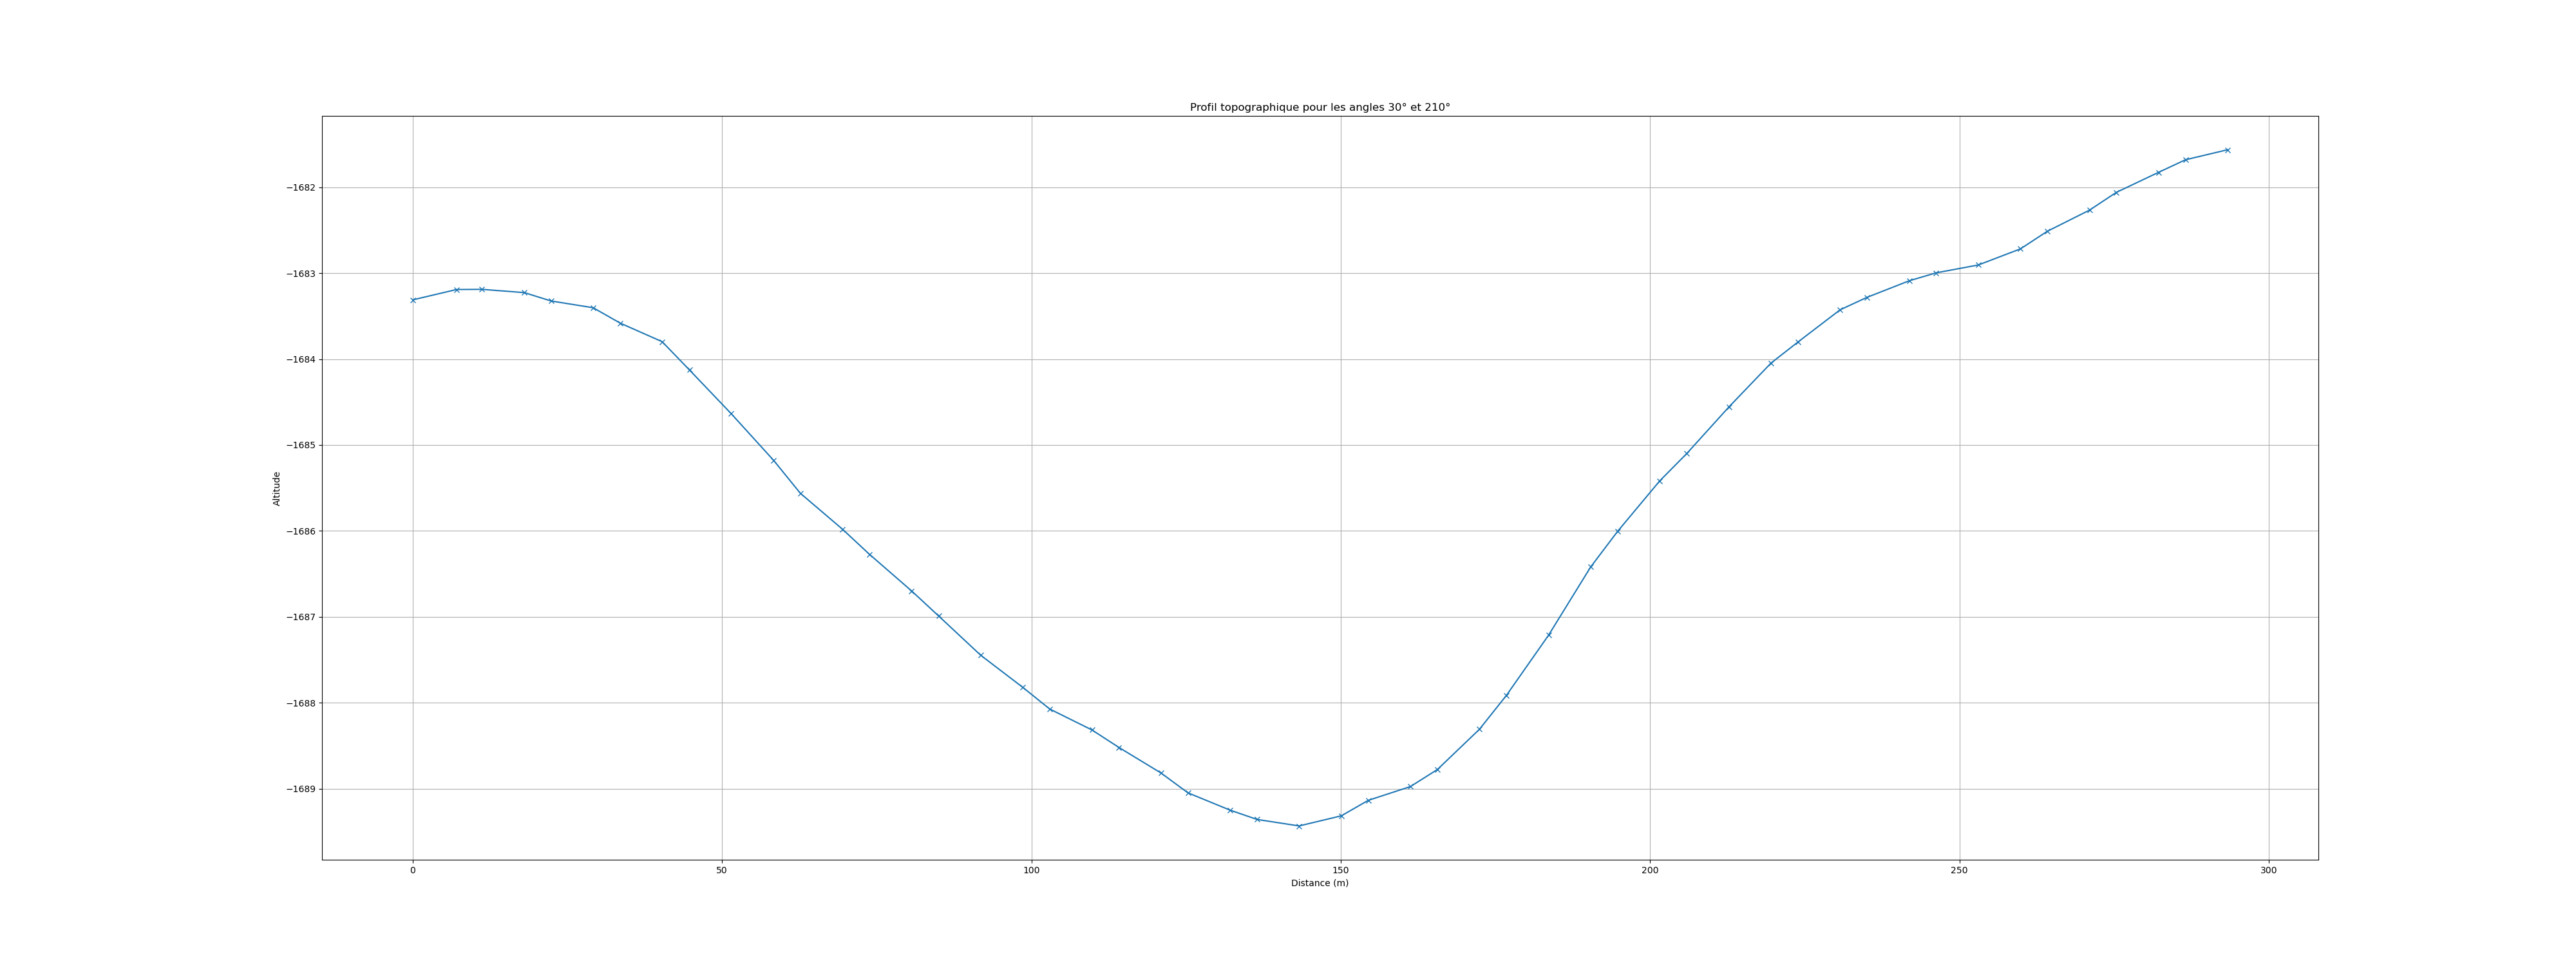 Profil topographique pour les angles 30° et 210°
Altitude
−1682
−1683
−1684
−1685
−1686
−1687
−1688
−1689
0 50 100 150 200 250 300
Distance (m)